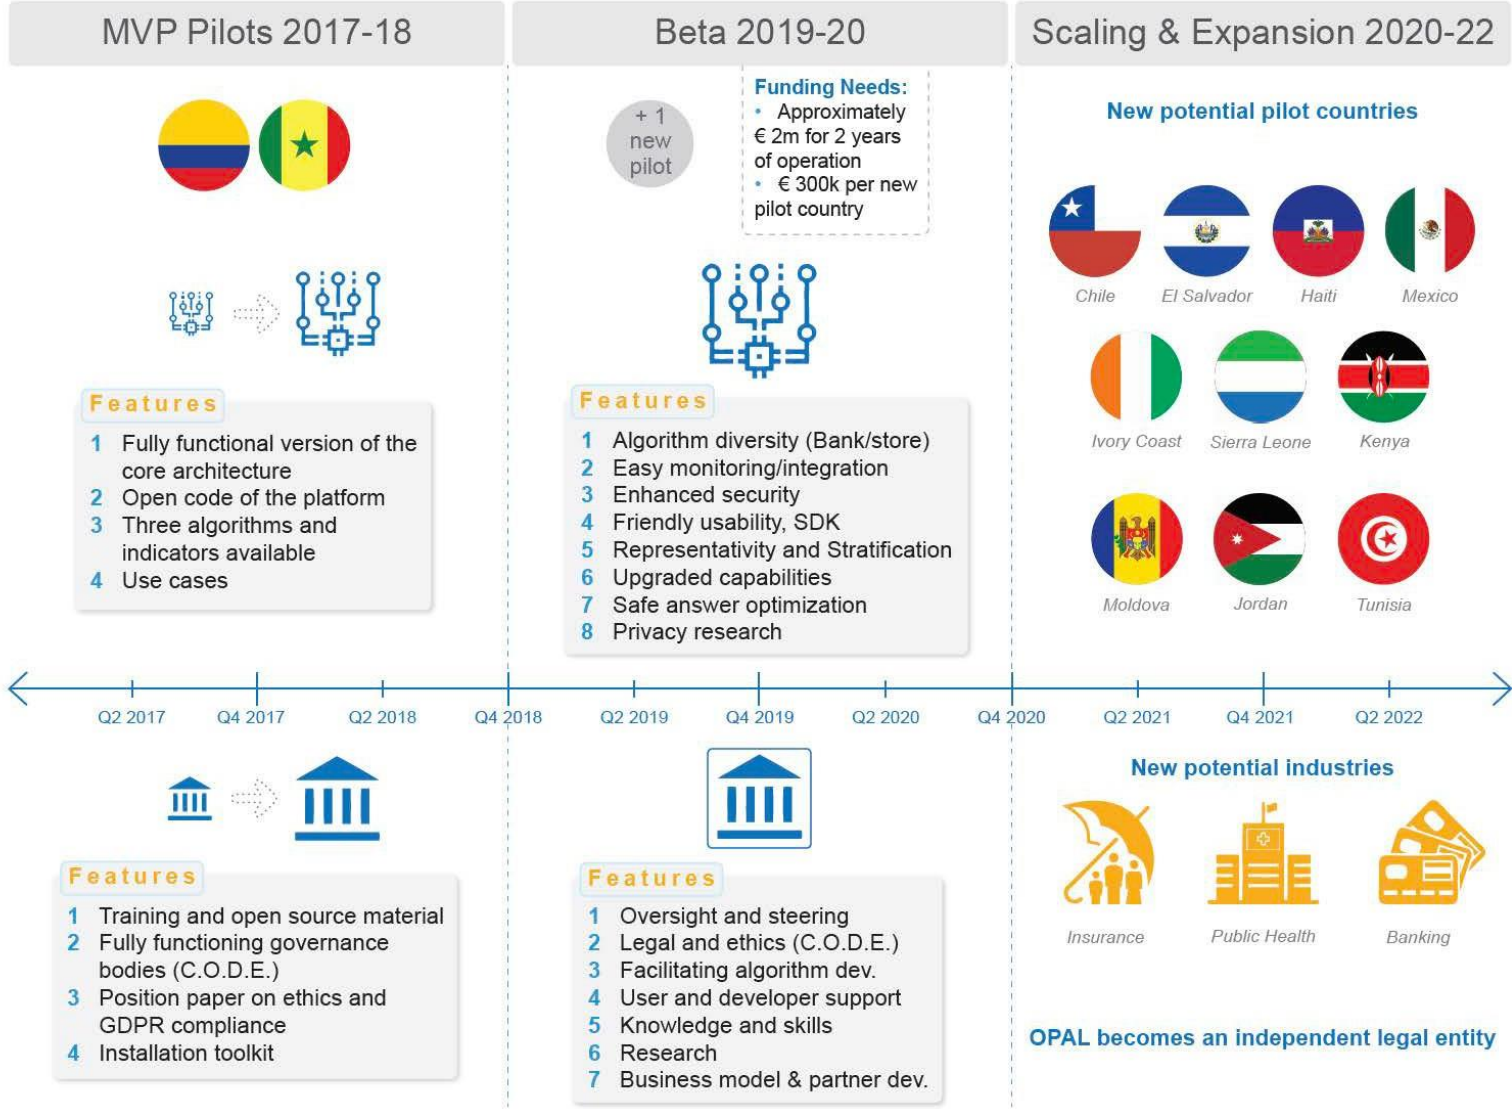 MVP Pilots 2017-18
Beta 2019-20
Scaling & Expansion 2020-22
+ 1
new
pilot
Funding Needs:
• Approximately
€ 2m for 2 years
of operation
• € 300k per new
pilot country
New potential pilot countries
Chile
El Salvador
Haiti
Mexico
Ivory Coast
Sierra Leone
Kenya
Moldova
Jordan
Tunisia
Features
1 Fully functional version of the
core architecture
2 Open code of the platform
3 Three algorithms and
indicators available
4 Use cases
Features
1 Algorithm diversity (Bank/store)
2 Easy monitoring/integration
3 Enhanced security
4 Friendly usability, SDK
5 Representativity and Stratification
6 Upgraded capabilities
7 Safe answer optimization
8 Privacy research
Q2 2017
Q4 2017
Q2 2018
Q4 2018
Q2 2019
Q4 2019
Q2 2020
Q4 2020
Q2 2021
Q4 2021
Q2 2022
Features
1 Training and open source material
2 Fully functioning governance
bodies (C.O.D.E.)
3 Position paper on ethics and
GDPR compliance
4 Installation toolkit
Features
1 Oversight and steering
2 Legal and ethics (C.O.D.E.)
3 Facilitating algorithm dev.
4 User and developer support
5 Knowledge and skills
6 Research
7 Business model & partner dev.
New potential industries
Insurance
Public Health
Banking
OPAL becomes an independent legal entity